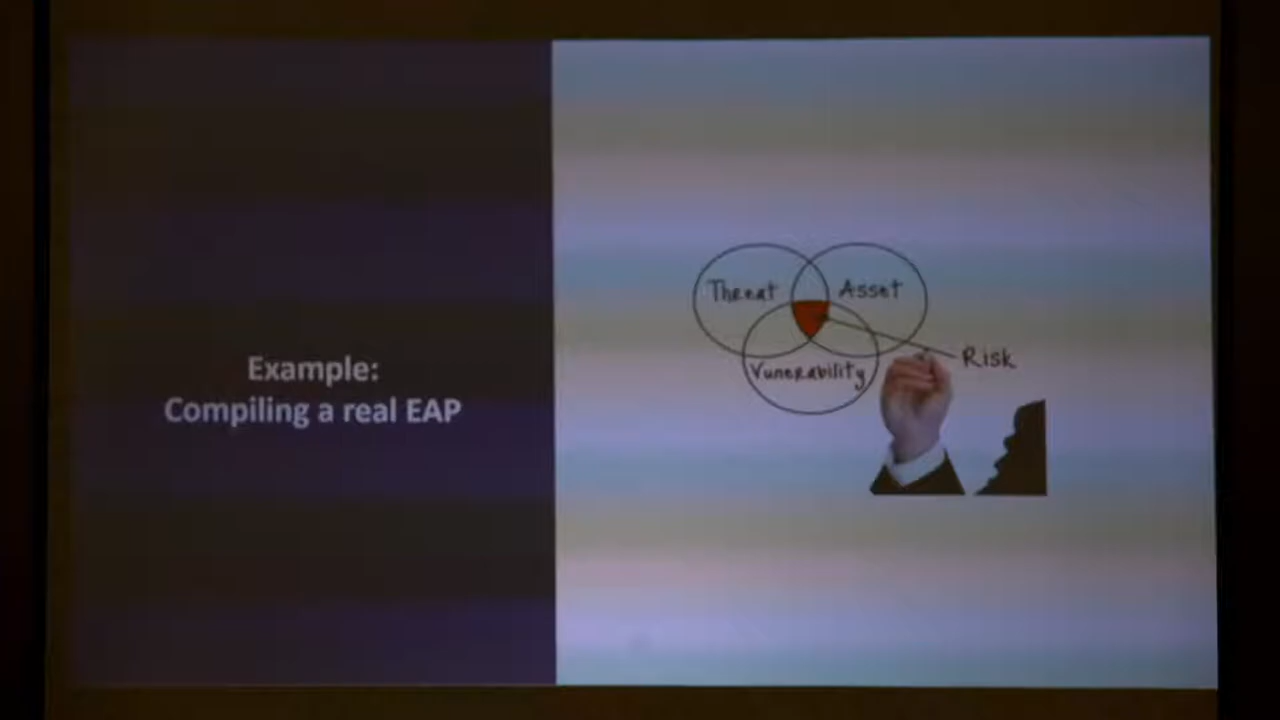 Example:
Compiling a real EAP
Threat
Asset
Vunerability
Risk